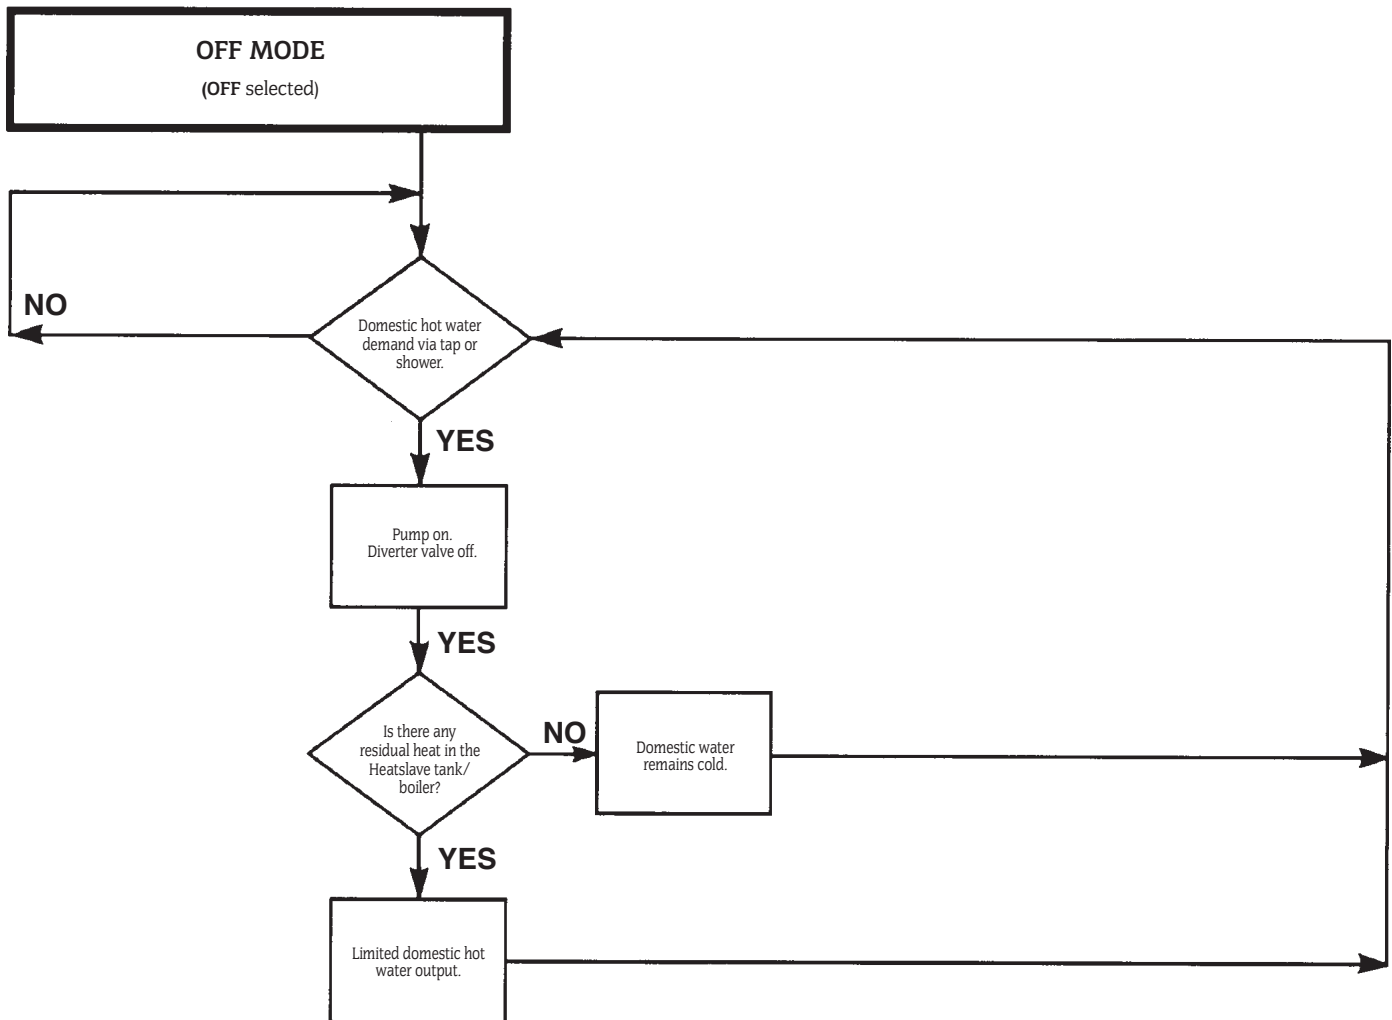 OFF MODE
(OFF selected)
NO
Domestic hot water
demand via tap or
shower.
YES
Pump on.
Diverter valve off.
YES
Is there any
residual heat in the
Heatslave tank/
boiler?
NO
Domestic water
remains cold.
YES
Limited domestic hot
water output.